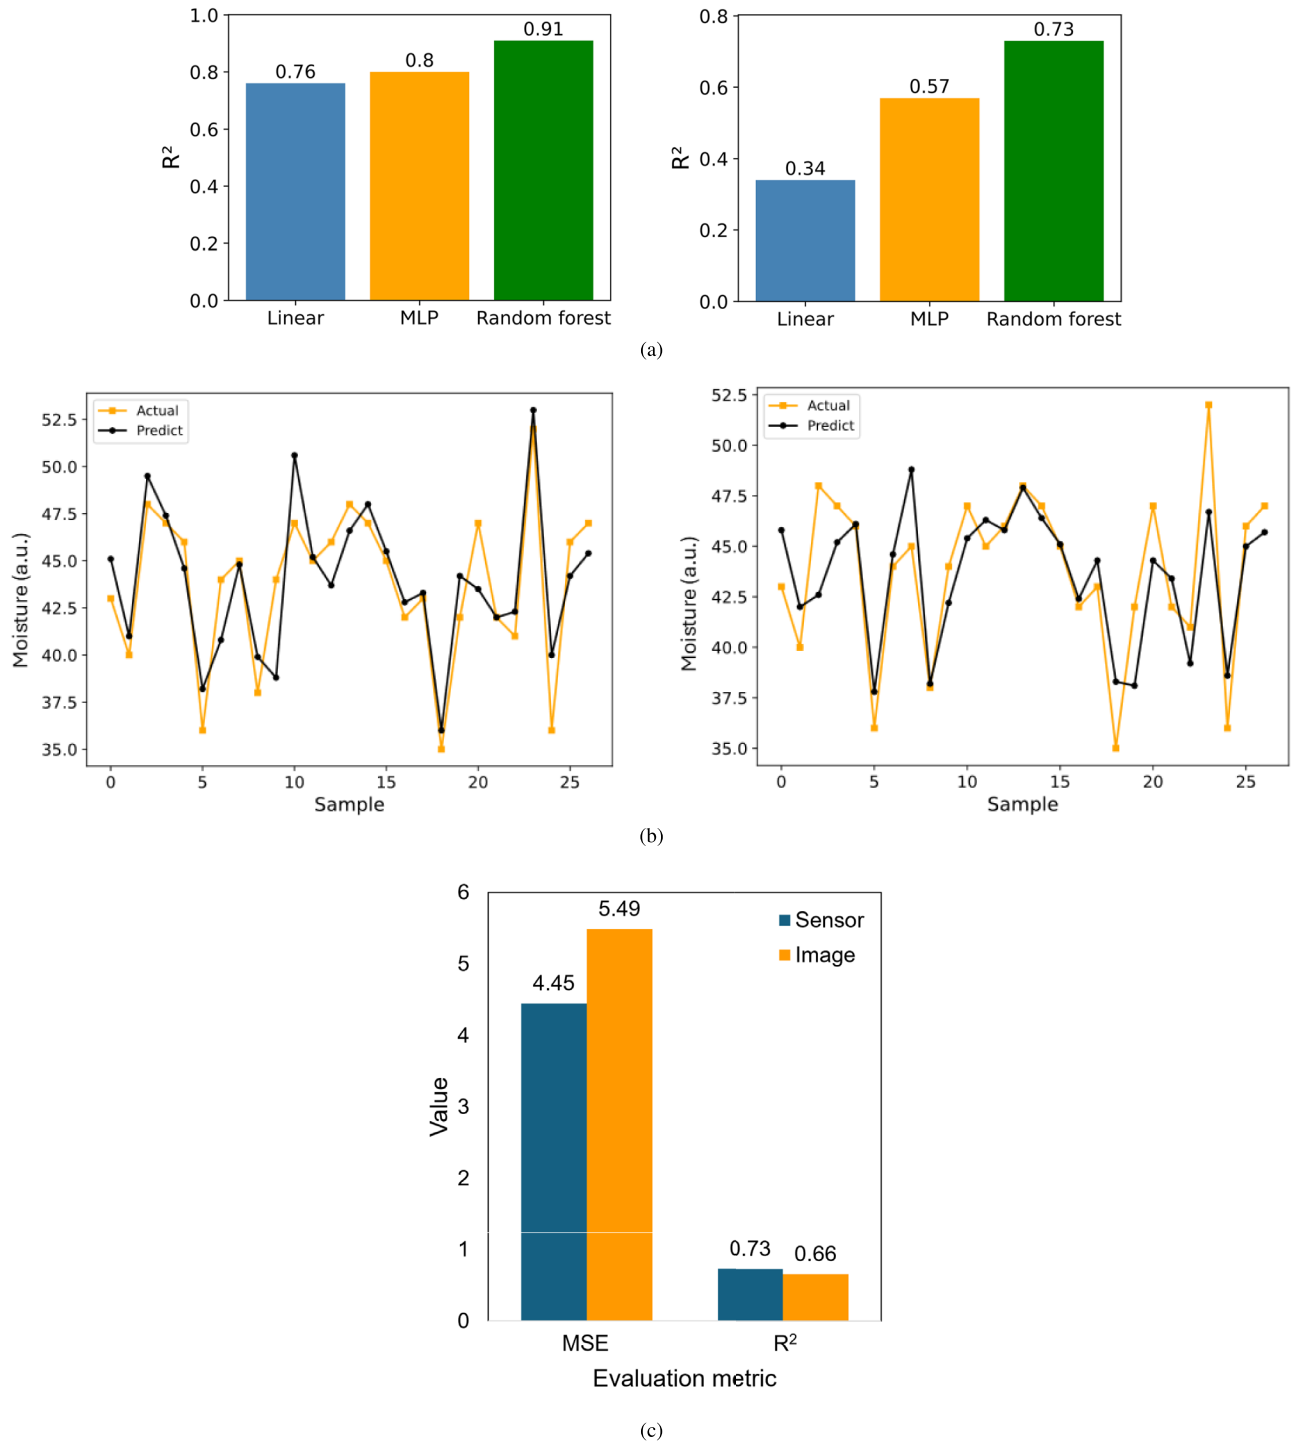 1.0
0.8
0.6
0.4
0.2
0.0
R²
0.76
0.8
0.91
Linear MLP Random forest
0.8
0.6
0.4
0.2
0.0
R²
0.34
0.57
0.73
Linear MLP Random forest
(a)
52.5
50.0
47.5
45.0
42.5
40.0
37.5
35.0
Moisture (a.u.)
Actual
Predict
0 5 10 15 20 25
Sample
52.5
50.0
47.5
45.0
42.5
40.0
37.5
35.0
Moisture (a.u.)
Actual
Predict
0 5 10 15 20 25
Sample
(b)
6
5
4
3
2
1
0
Value
4.45
5.49
0.73
0.66
Sensor
Image
MSE R²
Evaluation metric
(c)